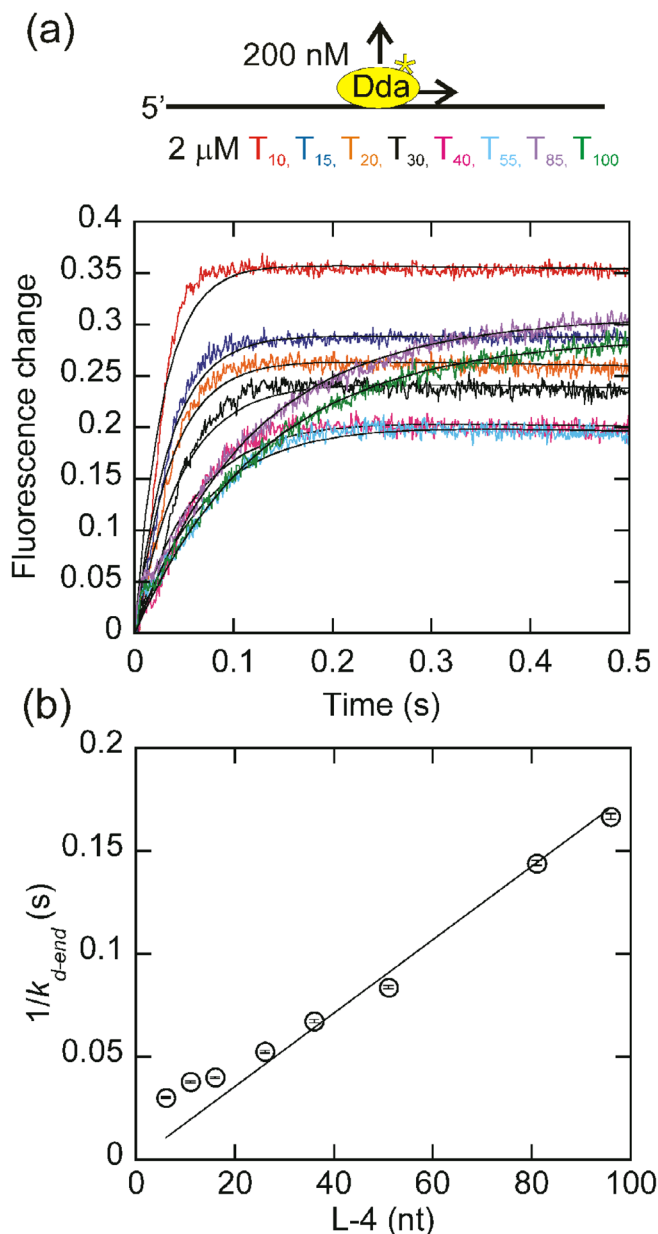 (a)
200 nM
*
Dda
5'
2 μM T10, T15, T20, T30, T40, T55, T85, T100
0.4
0.35
0.3
0.25
0.2
0.15
0.1
0.05
0
Fluorescence change
0 0.1 0.2 0.3 0.4 0.5
Time (s)
(b)
0.2
0.15
0.1
0.05
0
1/kd-end (s)
0 20 40 60 80 100
L-4 (nt)